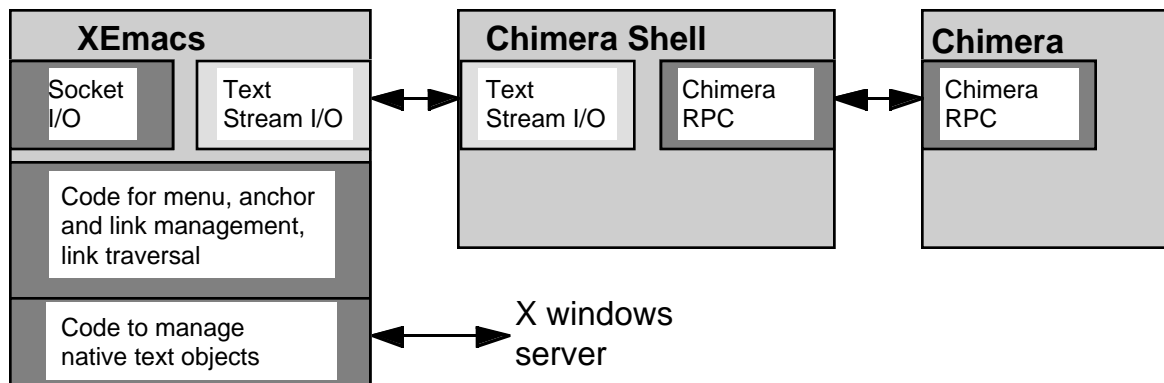 XEmacs
Socket
I/O
Text
Stream I/O
Code for menu, anchor
and link management,
link traversal
Code to manage
native text objects
X windows
server
Chimera Shell
Text
Stream I/O
Chimera
RPC
Chimera
Chimera
RPC